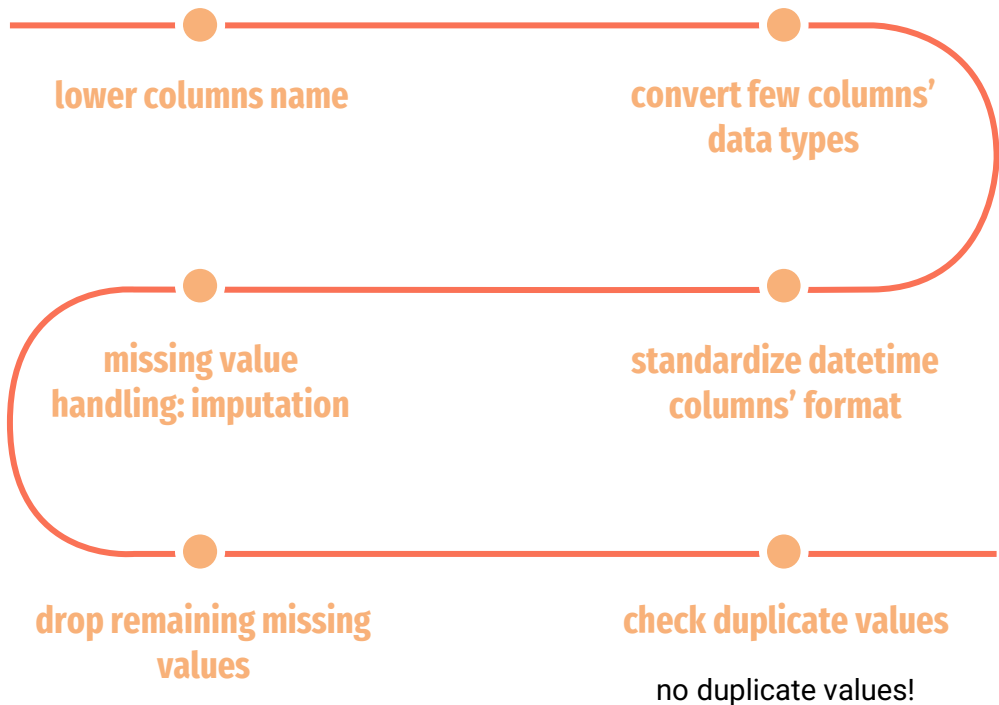 lower columns name
convert few columns’
data types
standardize datetime
columns’ format
missing value
handling: imputation
drop remaining missing
values
check duplicate values
no duplicate values!